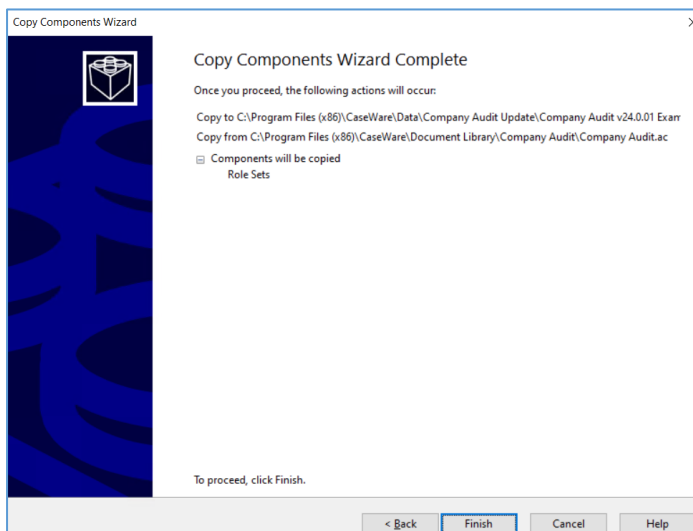 Copy Components Wizard
Copy Components Wizard Complete
Once you proceed, the following actions will occur:
Copy to C:\Program Files (x86)\CaseWare\Data\Company Audit Update\Company Audit v24.0.01 Exam
Copy from C:\Program Files (x86)\CaseWare\Document Library\Company Audit\Company Audit.ac
Components will be copied
Role Sets
To proceed, click Finish.
< Back Finish Cancel Help